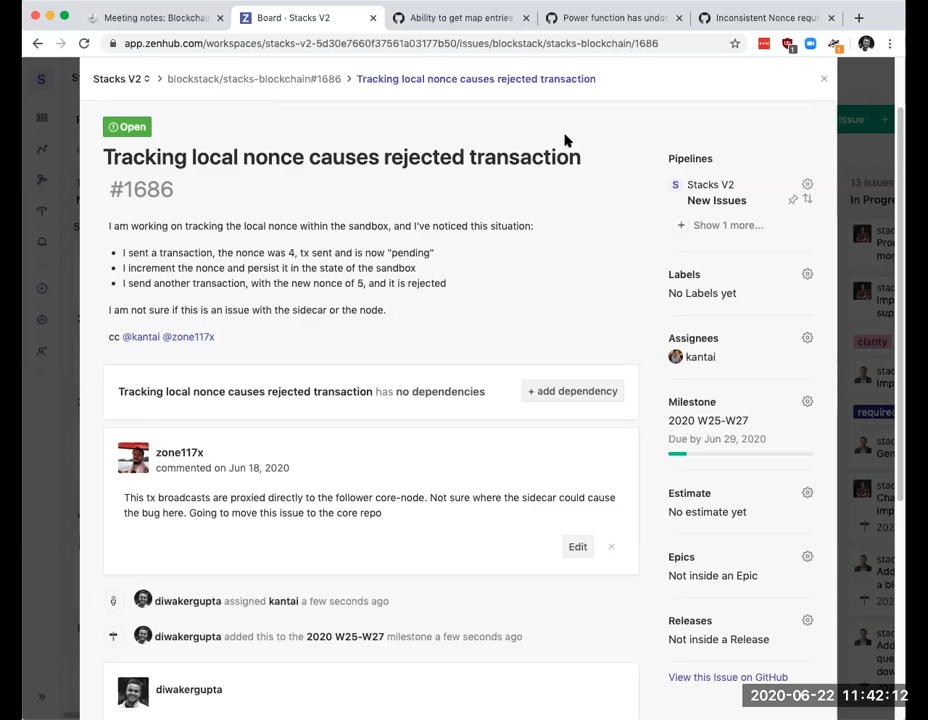 Meeting notes: Blockchai
Board · Stacks V2
Ability to get map entries
Power function has undoc
Inconsistent Nonce requi
app.zenhub.com/workspaces/stacks-v2-5d30e7660f37561a03177b50/issues/blockstack/stacks-blockchain/1686
S
Stacks V2
blockstack/stacks-blockchain#1686
Tracking local nonce causes rejected transaction
Open
Tracking local nonce causes rejected transaction
#1686
I am working on tracking the local nonce within the sandbox, and I've noticed this situation:
• I sent a transaction, the nonce was 4, tx sent and is now "pending"
• I increment the nonce and persist it in the state of the sandbox
• I send another transaction, with the new nonce of 5, and it is rejected
I am not sure if this is an issue with the sidecar or the node.
cc @kantai @zone117x
Tracking local nonce causes rejected transaction has no dependencies
+ add dependency
zone117x
commented on Jun 18, 2020
This tx broadcasts are proxied directly to the follower core-node. Not sure where the sidecar could cause
the bug here. Going to move this issue to the core repo
Edit
diwakergupta assigned kantai a few seconds ago
diwakergupta added this to the 2020 W25-W27 milestone a few seconds ago
diwakergupta
Pipelines
S Stacks V2
New Issues
+ Show 1 more...
Labels
No Labels yet
Assignees
kantai
Milestone
2020 W25-W27
Due by Jun 29, 2020
Estimate
No estimate yet
Epics
Not inside an Epic
Releases
Not inside a Release
View this Issue on GitHub
ssue +
13 Issues
In Progre
clarity
required
2020-06-22 11:42:12